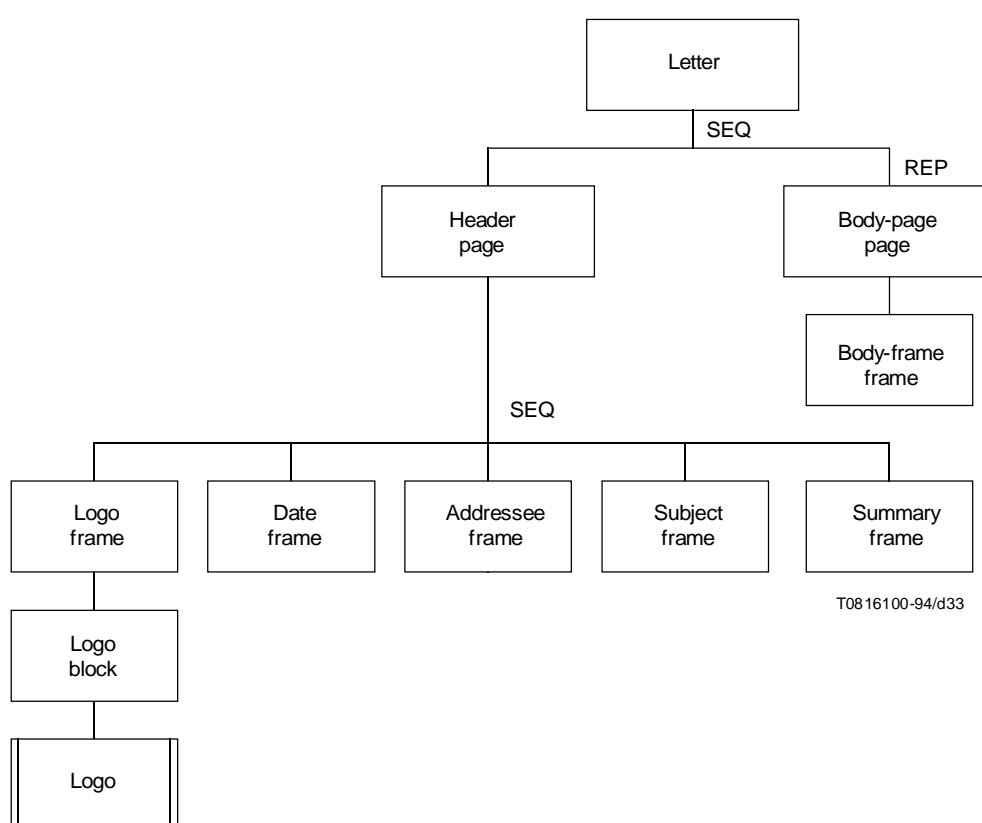 Letter
SEQ
REP
Header
page
Body-page
page
Body-frame
frame
SEQ
Logo
frame
Date
frame
Addressee
frame
Subject
frame
Summary
frame
T0816100-94/d33
Logo
block
Logo